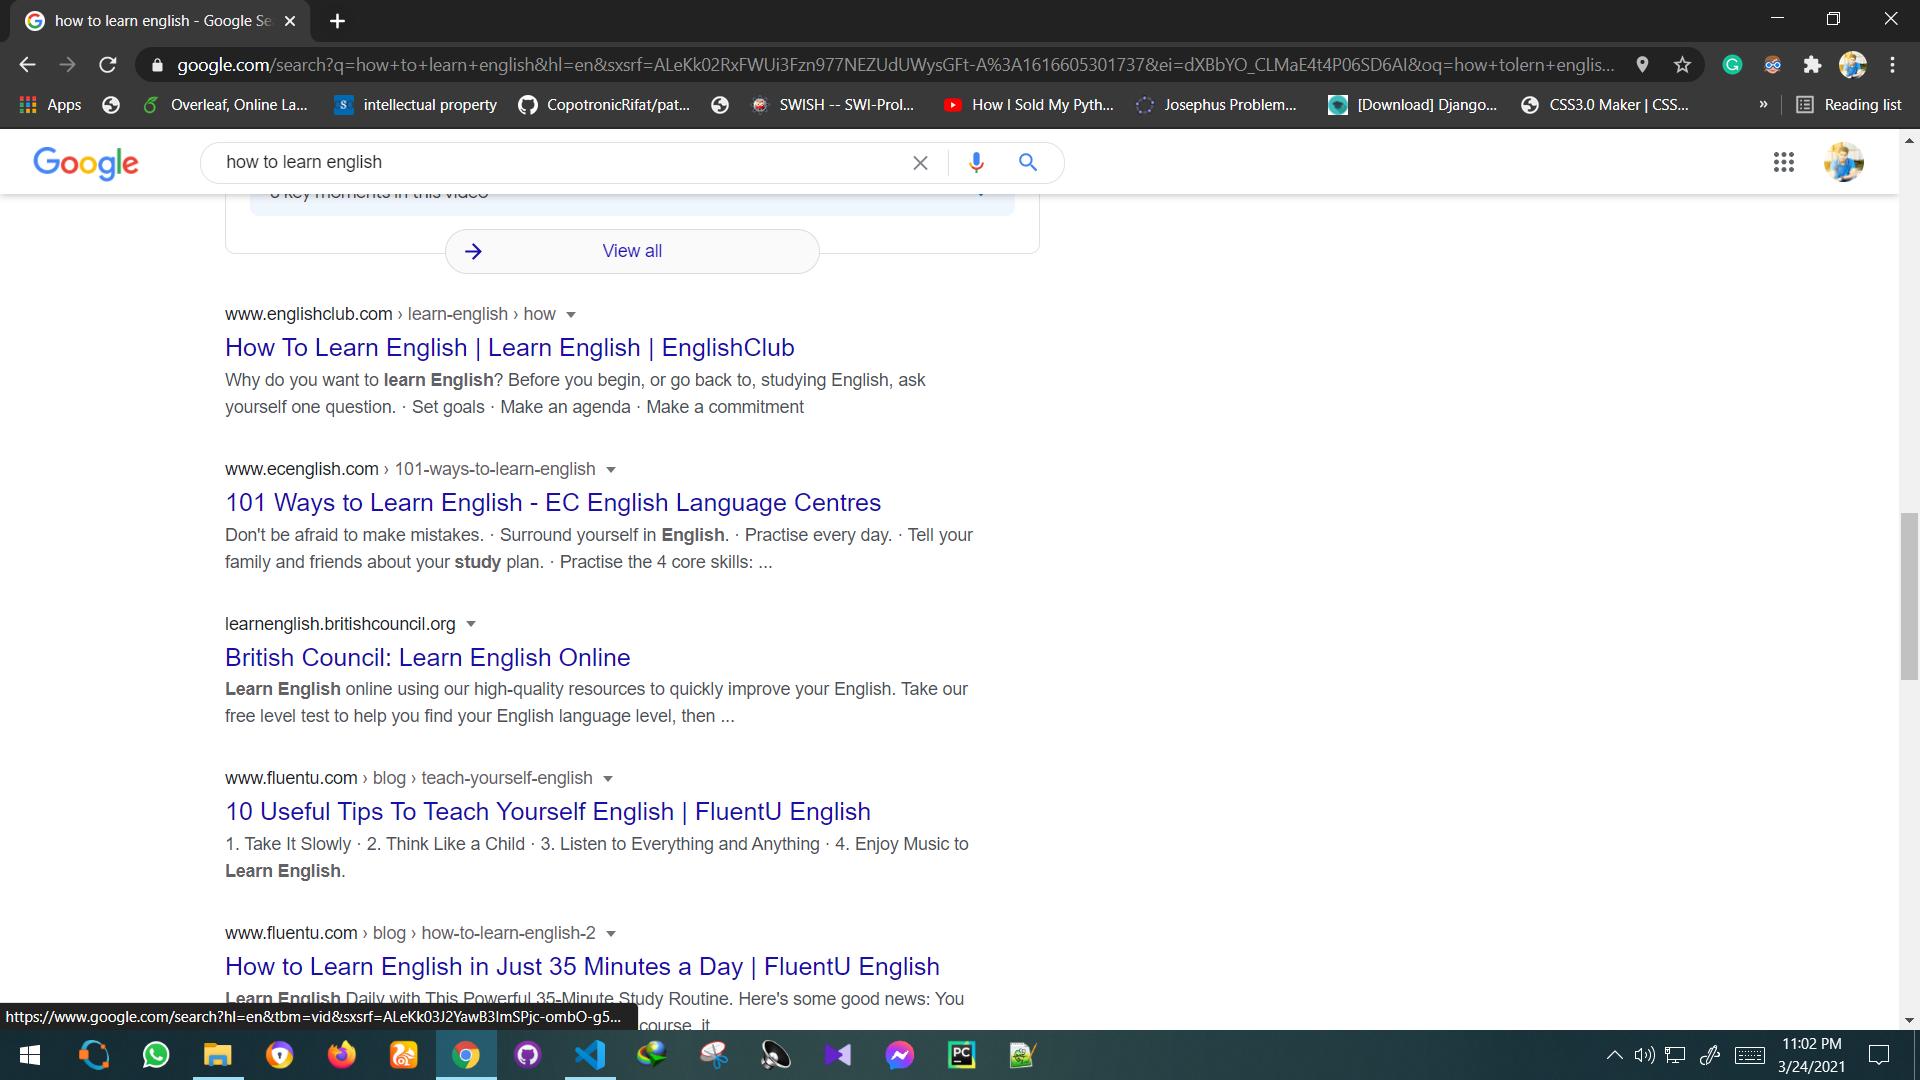 how to learn english - Google Se
google.com/search?q=how+to+learn+english&hl=en&sxsrf=ALeKk02RxFWUi3Fzn977NEZUdUWysGFt-A%3A1616605301737&ei=dXBbYO_CLMaE4t4P06SD6AI&oq=how+tolern+englis...
Apps Overleaf, Online La... intellectual property CopotronicRifat/pat... SWISH -- SWI-Prol... How I Sold My Pyth... Josephus Problem... [Download] Django... CSS3.0 Maker | CSS... » Reading list
Google how to learn english
key moments in this video
View all
www.englishclub.com › learn-english › how
How To Learn English | Learn English | EnglishClub
Why do you want to learn English? Before you begin, or go back to, studying English, ask
yourself one question. · Set goals · Make an agenda · Make a commitment
www.ecenglish.com › 101-ways-to-learn-english
101 Ways to Learn English - EC English Language Centres
Don't be afraid to make mistakes. · Surround yourself in English. · Practise every day. · Tell your
family and friends about your study plan. · Practise the 4 core skills: ...
learnenglish.britishcouncil.org
British Council: Learn English Online
Learn English online using our high-quality resources to quickly improve your English. Take our
free level test to help you find your English language level, then ...
www.fluentu.com › blog › teach-yourself-english
10 Useful Tips To Teach Yourself English | FluentU English
1. Take It Slowly · 2. Think Like a Child · 3. Listen to Everything and Anything · 4. Enjoy Music to
Learn English.
www.fluentu.com › blog › how-to-learn-english-2
How to Learn English in Just 35 Minutes a Day | FluentU English
Learn English Daily with This Powerful 35-Minute Study Routine. Here's some good news: You
course, it
https://www.google.com/search?hl=en&tbm=vid&sxsrf=ALeKk03J2YawB3ImSPjc-ombO-g5...
PC
11:02 PM
3/24/2021